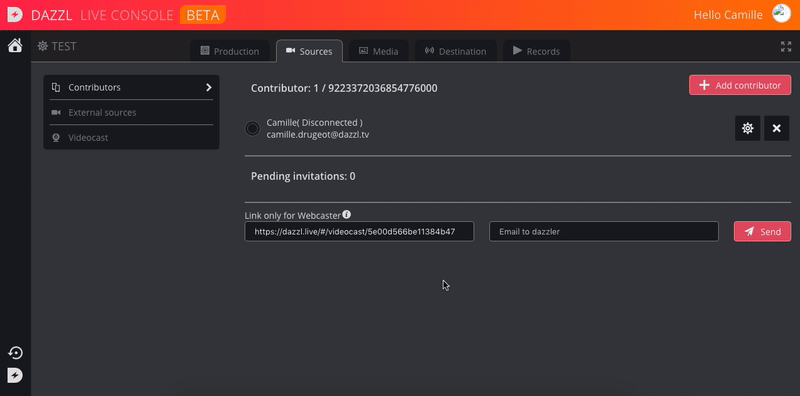 DAZZL LIVE CONSOLE BETA
Hello Camille
TEST
Production
Sources
Media
Destination
Records
Contributors
External sources
Videocast
Contributor: 1 / 9223372036854776000
Add contributor
Camille( Disconnected )
camille.drugeot@dazzl.tv
Pending invitations: 0
Link only for Webcaster
https://dazzl.live/#/videocast/5e00d566be11384b47
Email to dazzler
Send